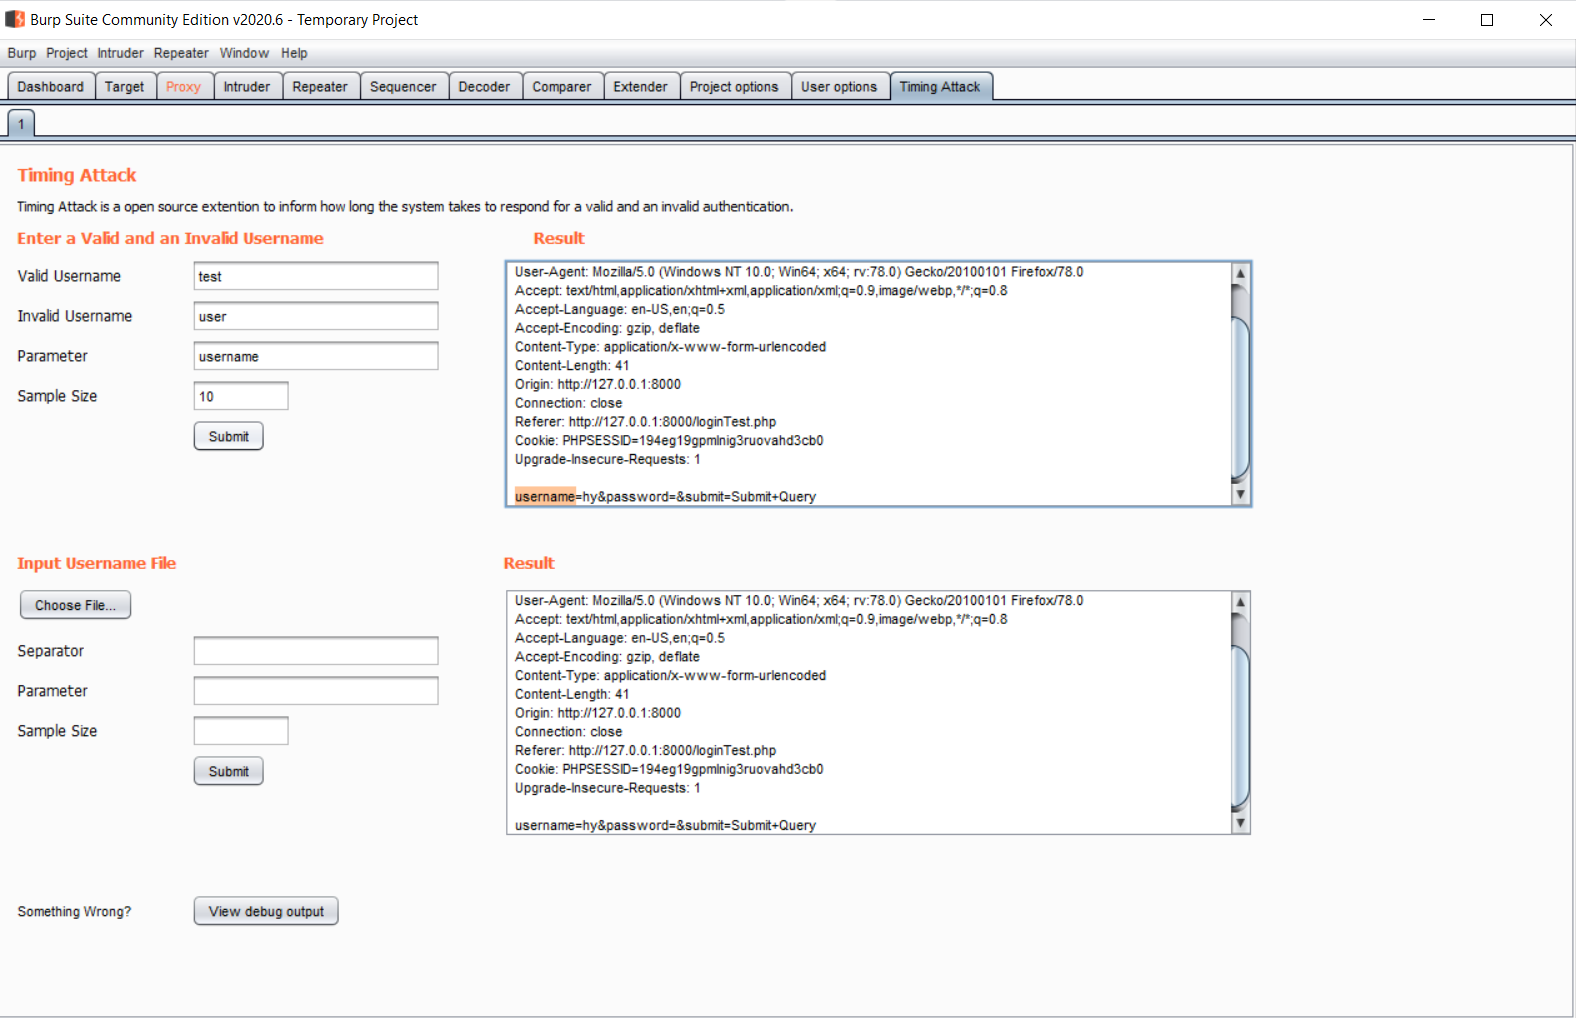 Burp Suite Community Edition v2020.6 - Temporary Project
Burp Project Intruder Repeater Window Help
Dashboard Target Proxy Intruder Repeater Sequencer Decoder Comparer Extender Project options User options Timing Attack
1
Timing Attack
Timing Attack is a open source extention to inform how long the system takes to respond for a valid and an invalid authentication.
Enter a Valid and an Invalid Username
Valid Username test
Invalid Username user
Parameter username
Sample Size 10
Submit
Result
User-Agent: Mozilla/5.0 (Windows NT 10.0; Win64; x64; rv:78.0) Gecko/20100101 Firefox/78.0
Accept: text/html,application/xhtml+xml,application/xml;q=0.9,image/webp,*/*;q=0.8
Accept-Language: en-US,en;q=0.5
Accept-Encoding: gzip, deflate
Content-Type: application/x-www-form-urlencoded
Content-Length: 41
Origin: http://127.0.0.1:8000
Connection: close
Referer: http://127.0.0.1:8000/loginTest.php
Cookie: PHPSESSID=194eg19gpmlnig3ruovahd3cb0
Upgrade-Insecure-Requests: 1
username=hy&password=&submit=Submit+Query
Input Username File
Choose File...
Separator
Parameter
Sample Size
Submit
Result
User-Agent: Mozilla/5.0 (Windows NT 10.0; Win64; x64; rv:78.0) Gecko/20100101 Firefox/78.0
Accept: text/html,application/xhtml+xml,application/xml;q=0.9,image/webp,*/*;q=0.8
Accept-Language: en-US,en;q=0.5
Accept-Encoding: gzip, deflate
Content-Type: application/x-www-form-urlencoded
Content-Length: 41
Origin: http://127.0.0.1:8000
Connection: close
Referer: http://127.0.0.1:8000/loginTest.php
Cookie: PHPSESSID=194eg19gpmlnig3ruovahd3cb0
Upgrade-Insecure-Requests: 1
username=hy&password=&submit=Submit+Query
Something Wrong? View debug output